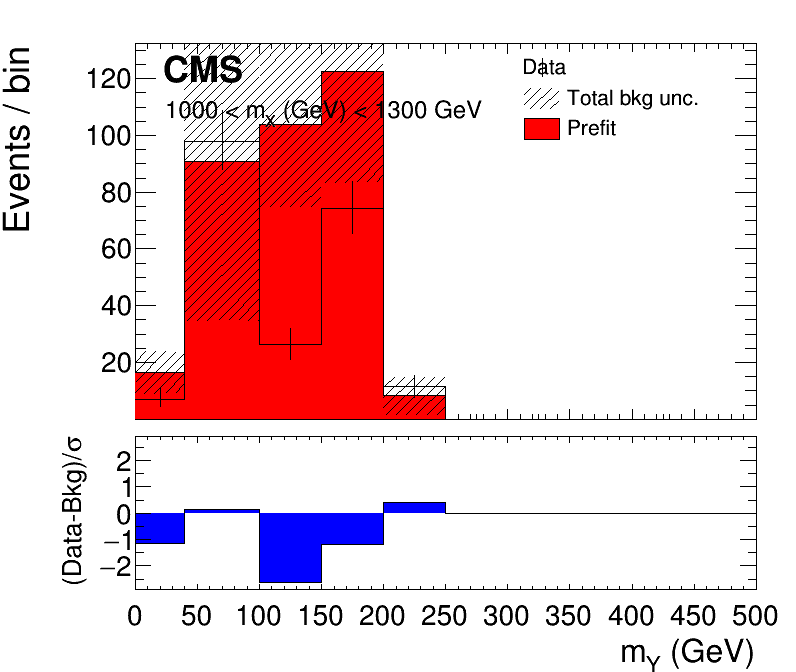 CMS
1000 < mₓ (GeV) < 1300 GeV
Data
Total bkg unc.
Prefit
Events / bin
120
100
80
60
40
20
(Data-Bkg)/σ
2
1
0
−1
−2
0 50 100 150 200 250 300 350 400 450 500
m_Y (GeV)